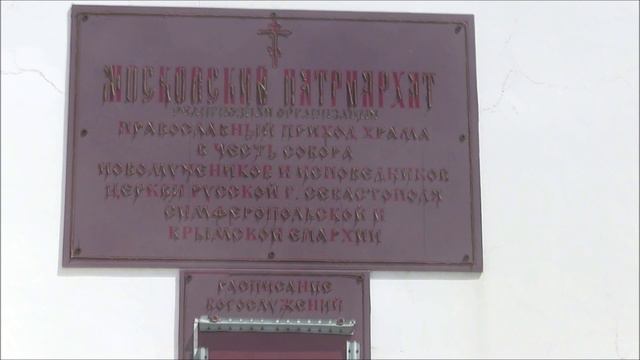 МОСКОВСКИЙ ПАТРИАРХАТ
РЕЛИГИОЗНАЯ ОРГАНИЗАЦИЯ
ПРАВОСЛАВНЫЙ ПРИХОД ХРАМА
В ЧЕСТЬ СОБОРА
НОВОМУЧЕНИКОВ И ИСПОВЕДНИКОВ
ЦЕРКВИ РУССКОЙ Г. СЕВАСТОПОЛЯ
СИМФЕРОПОЛЬСКОЙ И
КРЫМСКОЙ ЕПАРХИИ
РАСПИСАНИЕ
БОГОСЛУЖЕНИЙ